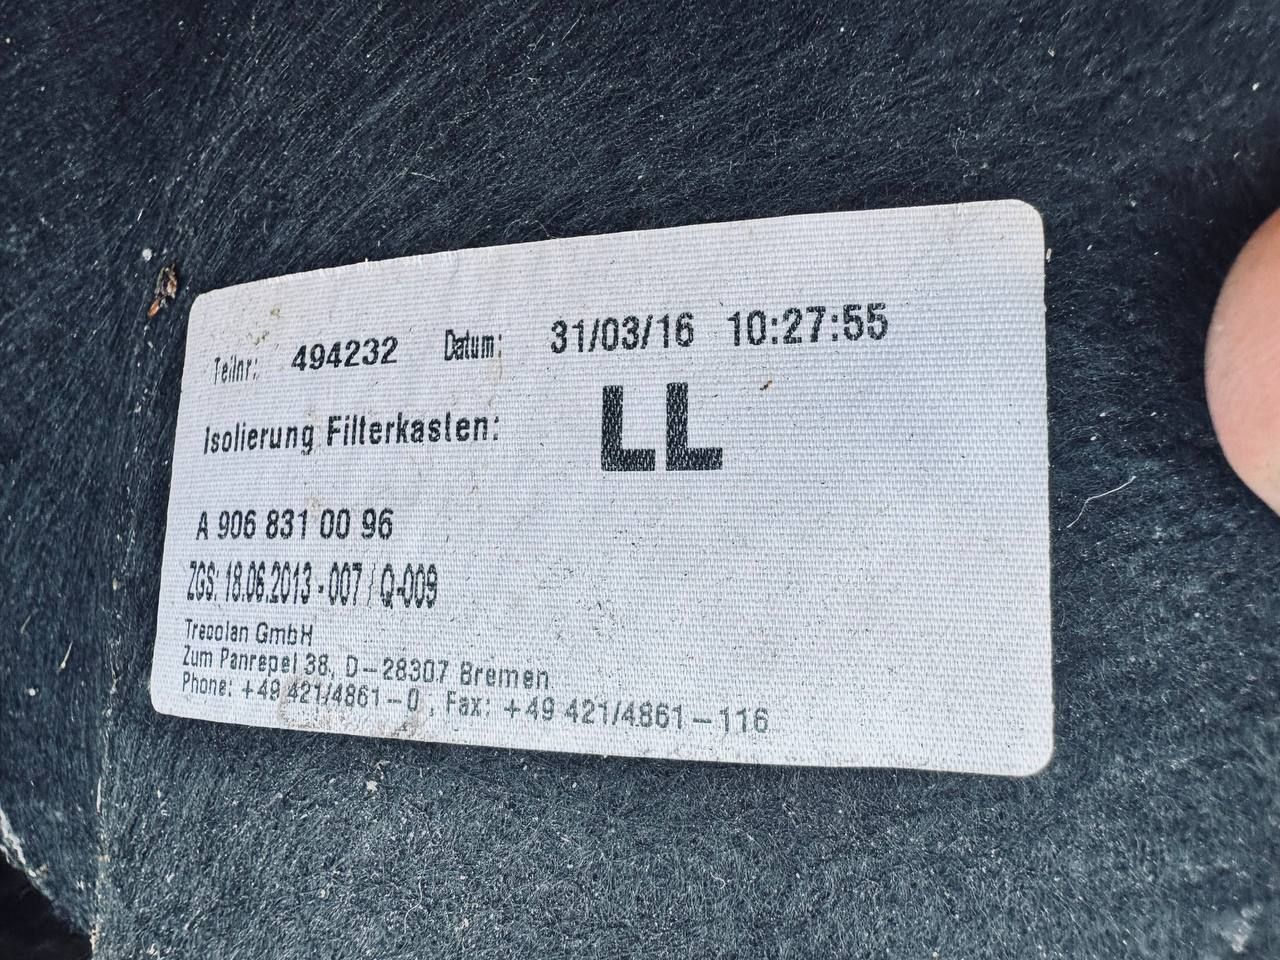 Teilnr: 494232 Datum: 31/03/16 10:27:55
Isolierung Filterkasten: LL
A 906 831 00 96
ZGS: 18.06.2013 - 007 / Q-009
Trecolan GmbH
Zum Panrepel 38, D-28307 Bremen
Phone: +49 421/4861-0 , Fax: +49 421/4861-116